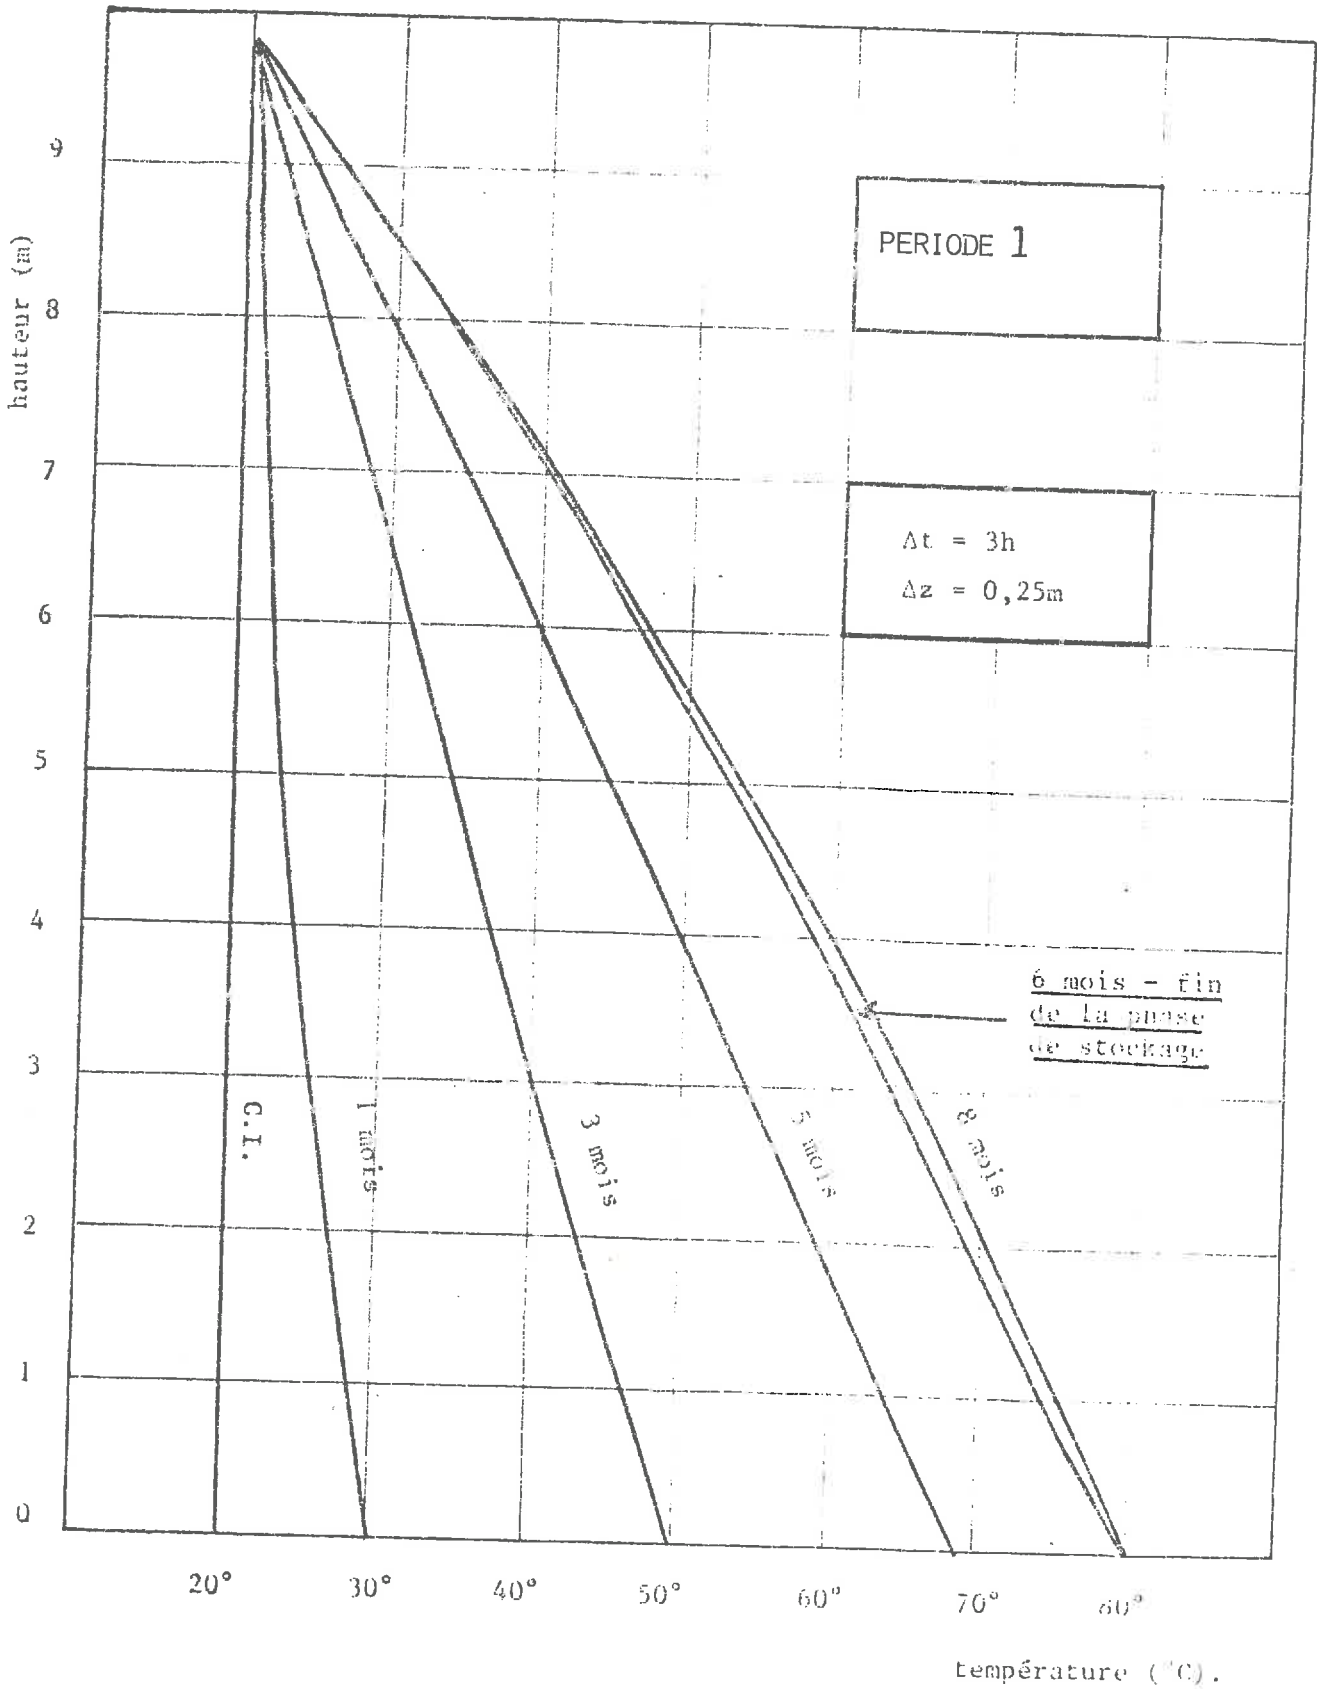 9
hauteur (m)
8
7
6
5
4
3
2
1
0
PERIODE 1
Δt = 3h
Δz = 0,25m
6 mois - fin
de la phase
de stockage
C.I.
1 mois
3 mois
5 mois
8 mois
20° 30° 40° 50° 60° 70° 80°
température (°C).